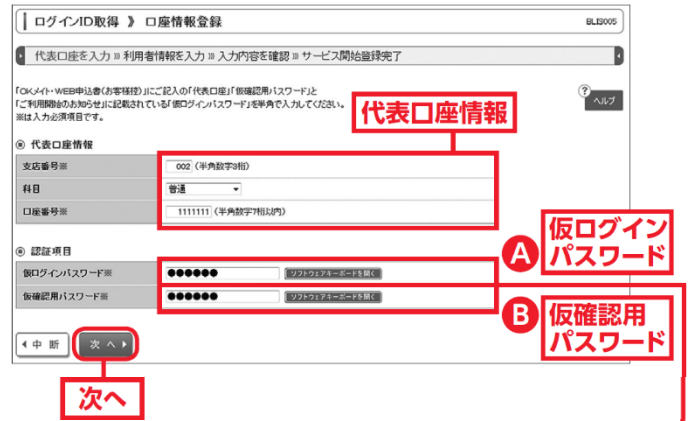 ログインID取得 》 口座情報登録
BLIS005
代表口座を入力 ⫸ 利用者情報を入力 ⫸ 入力内容を確認 ⫸ サービス開始登録完了
「OKメイト・WEB申込書(お客様控)」にご記入の「代表口座」「仮確認用パスワード」と
「ご利用開始のお知らせ」に記載されている「仮ログインパスワード」を半角で入力してください。
※は入力必須項目です。
? ヘルプ
代表口座情報
◉ 代表口座情報
支店番号※ 002 (半角数字3桁)
科目 普通
口座番号※ 1111111 (半角数字7桁以内)
◉ 認証項目
仮ログインパスワード※ ●●●●●● ソフトウェアキーボードを開く
仮確認用パスワード※ ●●●●●● ソフトウェアキーボードを開く
A 仮ログイン
パスワード
B 仮確認用
パスワード
中断
次へ
次へ